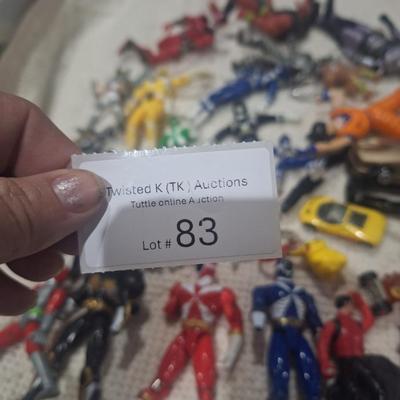 Twisted K (TK ) Auctions
Tuttle online Auction
Lot # 83